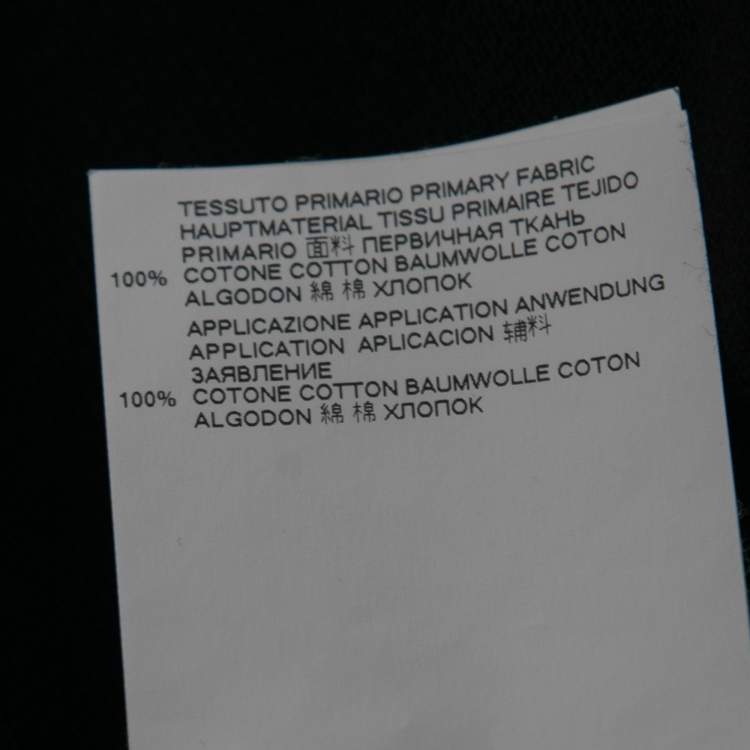 TESSUTO PRIMARIO PRIMARY FABRIC
HAUPTMATERIAL TISSU PRIMAIRE TEJIDO
PRIMARIO 面料 ПЕРВИЧНАЯ ТКАНЬ
100% COTONE COTTON BAUMWOLLE COTON
ALGODON 綿 棉 ХЛОПОК
APPLICAZIONE APPLICATION ANWENDUNG
APPLICATION APLICACION 辅料
ЗАЯВЛЕНИЕ
100% COTONE COTTON BAUMWOLLE COTON
ALGODON 綿 棉 ХЛОПОК